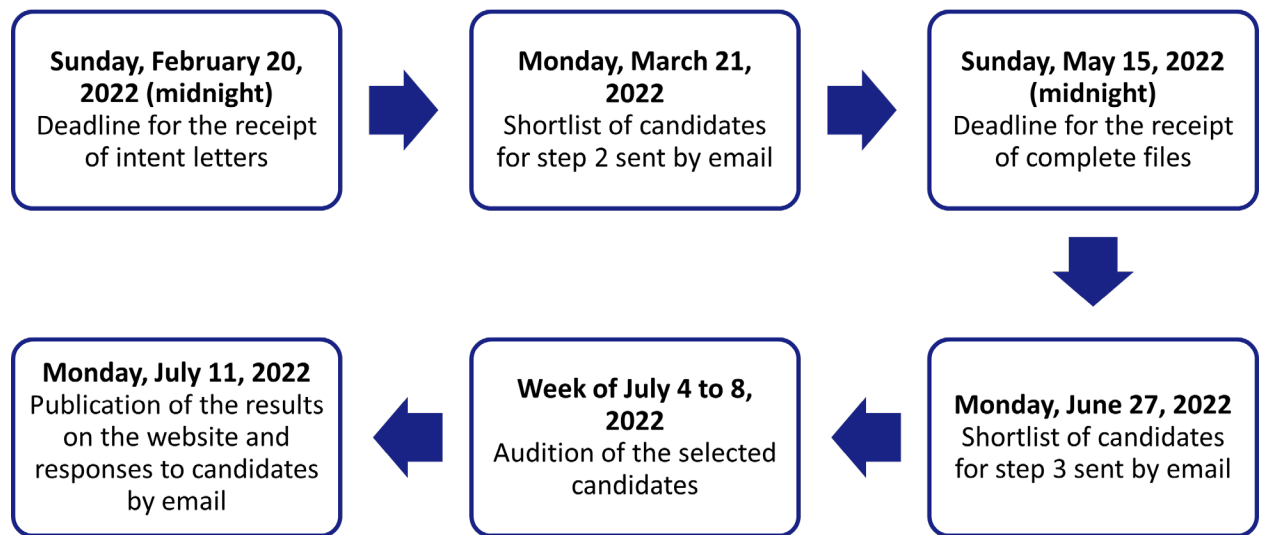 Sunday, February 20,
2022 (midnight)
Deadline for the receipt
of intent letters
Monday, March 21,
2022
Shortlist of candidates
for step 2 sent by email
Sunday, May 15, 2022
(midnight)
Deadline for the receipt
of complete files
Monday, June 27, 2022
Shortlist of candidates
for step 3 sent by email
Week of July 4 to 8,
2022
Audition of the selected
candidates
Monday, July 11, 2022
Publication of the results
on the website and
responses to candidates
by email